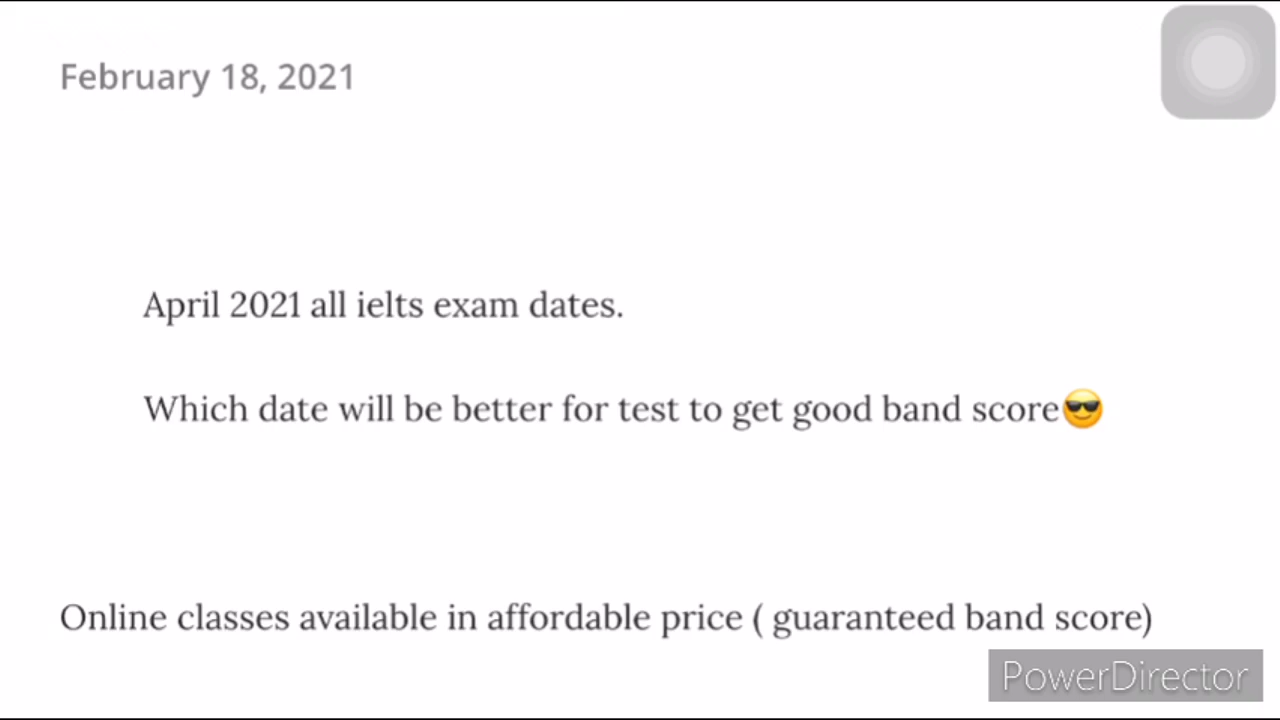 February 18, 2021
April 2021 all ielts exam dates.
Which date will be better for test to get good band score😎
Online classes available in affordable price ( guaranteed band score)
PowerDirector